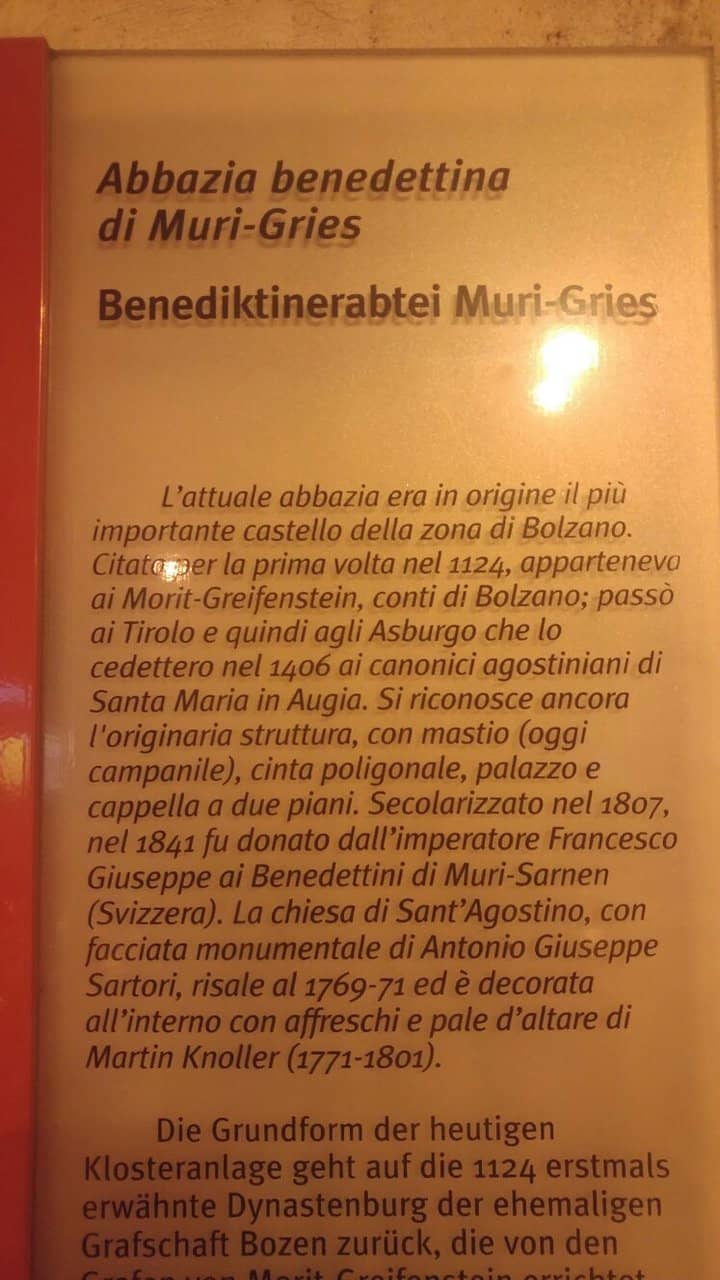 Abbazia benedettina
di Muri-Gries
Benediktinerabtei Muri-Gries
L'attuale abbazia era in origine il più
importante castello della zona di Bolzano.
Citato per la prima volta nel 1124, apparteneva
ai Morit-Greifenstein, conti di Bolzano; passò
ai Tirolo e quindi agli Asburgo che lo
cedettero nel 1406 ai canonici agostiniani di
Santa Maria in Augia. Si riconosce ancora
l'originaria struttura, con mastio (oggi
campanile), cinta poligonale, palazzo e
cappella a due piani. Secolarizzato nel 1807,
nel 1841 fu donato dall'imperatore Francesco
Giuseppe ai Benedettini di Muri-Sarnen
(Svizzera). La chiesa di Sant'Agostino, con
facciata monumentale di Antonio Giuseppe
Sartori, risale al 1769-71 ed è decorata
all'interno con affreschi e pale d'altare di
Martin Knoller (1771-1801).
Die Grundform der heutigen
Klosteranlage geht auf die 1124 erstmals
erwähnte Dynastenburg der ehemaligen
Grafschaft Bozen zurück, die von den
Grafen von Morit-Greifenstein errichtet